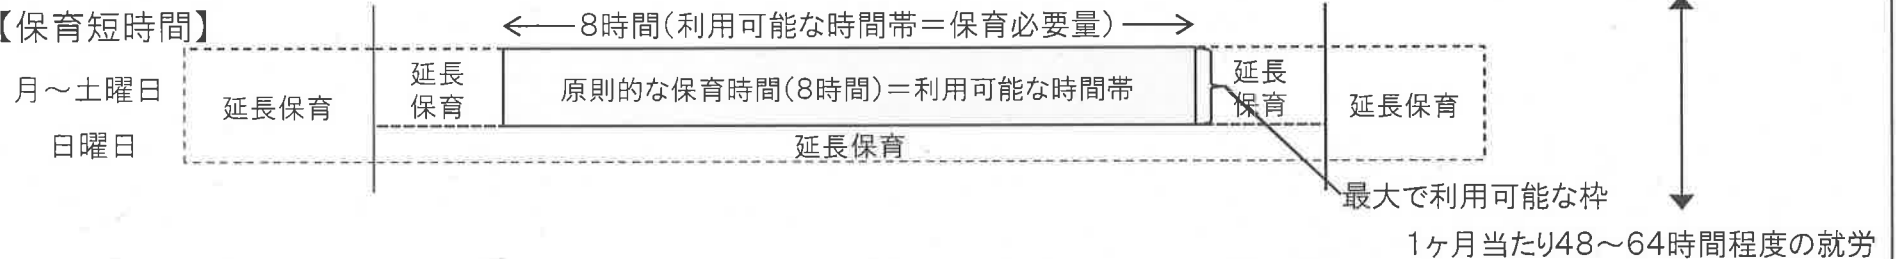 【保育短時間】
8時間(利用可能な時間帯＝保育必要量)
月～土曜日
延長保育
延長
保育
原則的な保育時間(8時間)＝利用可能な時間帯
延長
保育
延長保育
日曜日
延長保育
最大で利用可能な枠
1ヶ月当たり48～64時間程度の就労